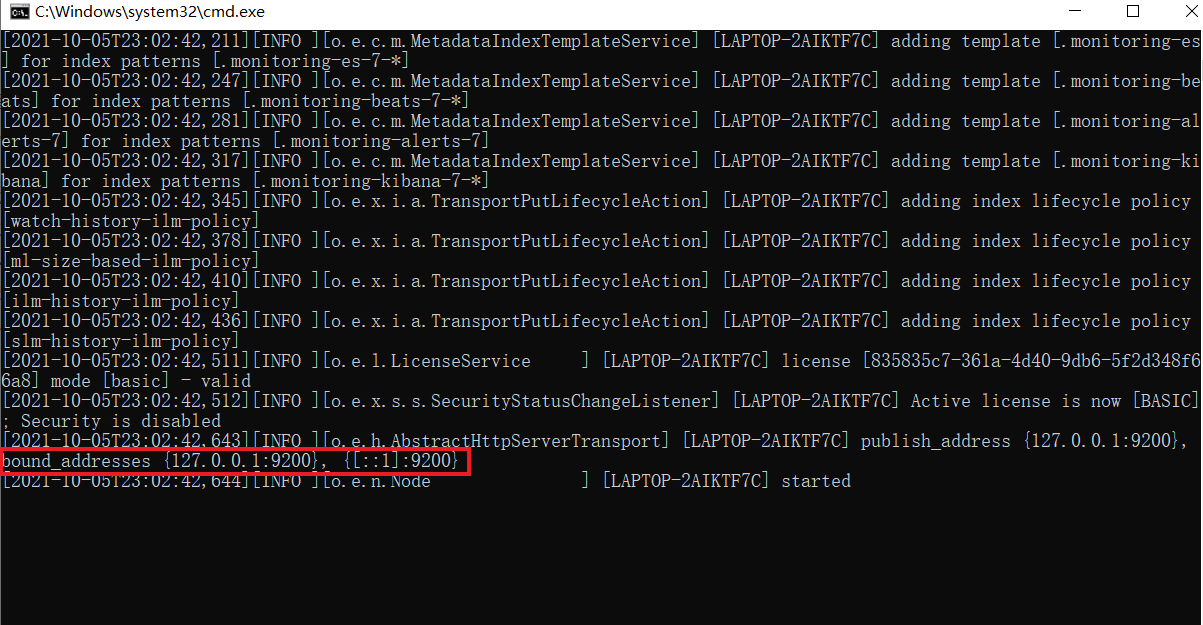 C:\Windows\system32\cmd.exe
[2021-10-05T23:02:42,211][INFO ][o.e.c.m.MetadataIndexTemplateService] [LAPTOP-2AIKTF7C] adding template [.monitoring-es
] for index patterns [.monitoring-es-7-*]
[2021-10-05T23:02:42,247][INFO ][o.e.c.m.MetadataIndexTemplateService] [LAPTOP-2AIKTF7C] adding template [.monitoring-be
ats] for index patterns [.monitoring-beats-7-*]
[2021-10-05T23:02:42,281][INFO ][o.e.c.m.MetadataIndexTemplateService] [LAPTOP-2AIKTF7C] adding template [.monitoring-al
erts-7] for index patterns [.monitoring-alerts-7]
[2021-10-05T23:02:42,317][INFO ][o.e.c.m.MetadataIndexTemplateService] [LAPTOP-2AIKTF7C] adding template [.monitoring-ki
bana] for index patterns [.monitoring-kibana-7-*]
[2021-10-05T23:02:42,345][INFO ][o.e.x.i.a.TransportPutLifecycleAction] [LAPTOP-2AIKTF7C] adding index lifecycle policy
[watch-history-ilm-policy]
[2021-10-05T23:02:42,378][INFO ][o.e.x.i.a.TransportPutLifecycleAction] [LAPTOP-2AIKTF7C] adding index lifecycle policy
[ml-size-based-ilm-policy]
[2021-10-05T23:02:42,410][INFO ][o.e.x.i.a.TransportPutLifecycleAction] [LAPTOP-2AIKTF7C] adding index lifecycle policy
[ilm-history-ilm-policy]
[2021-10-05T23:02:42,436][INFO ][o.e.x.i.a.TransportPutLifecycleAction] [LAPTOP-2AIKTF7C] adding index lifecycle policy
[slm-history-ilm-policy]
[2021-10-05T23:02:42,511][INFO ][o.e.l.LicenseService     ] [LAPTOP-2AIKTF7C] license [835835c7-361a-4d40-9db6-5f2d348f6
6a8] mode [basic] - valid
[2021-10-05T23:02:42,512][INFO ][o.e.x.s.s.SecurityStatusChangeListener] [LAPTOP-2AIKTF7C] Active license is now [BASIC]
; Security is disabled
[2021-10-05T23:02:42,643][INFO ][o.e.h.AbstractHttpServerTransport] [LAPTOP-2AIKTF7C] publish_address {127.0.0.1:9200},
bound_addresses {127.0.0.1:9200}, {[::1]:9200}
[2021-10-05T23:02:42,644][INFO ][o.e.n.Node               ] [LAPTOP-2AIKTF7C] started